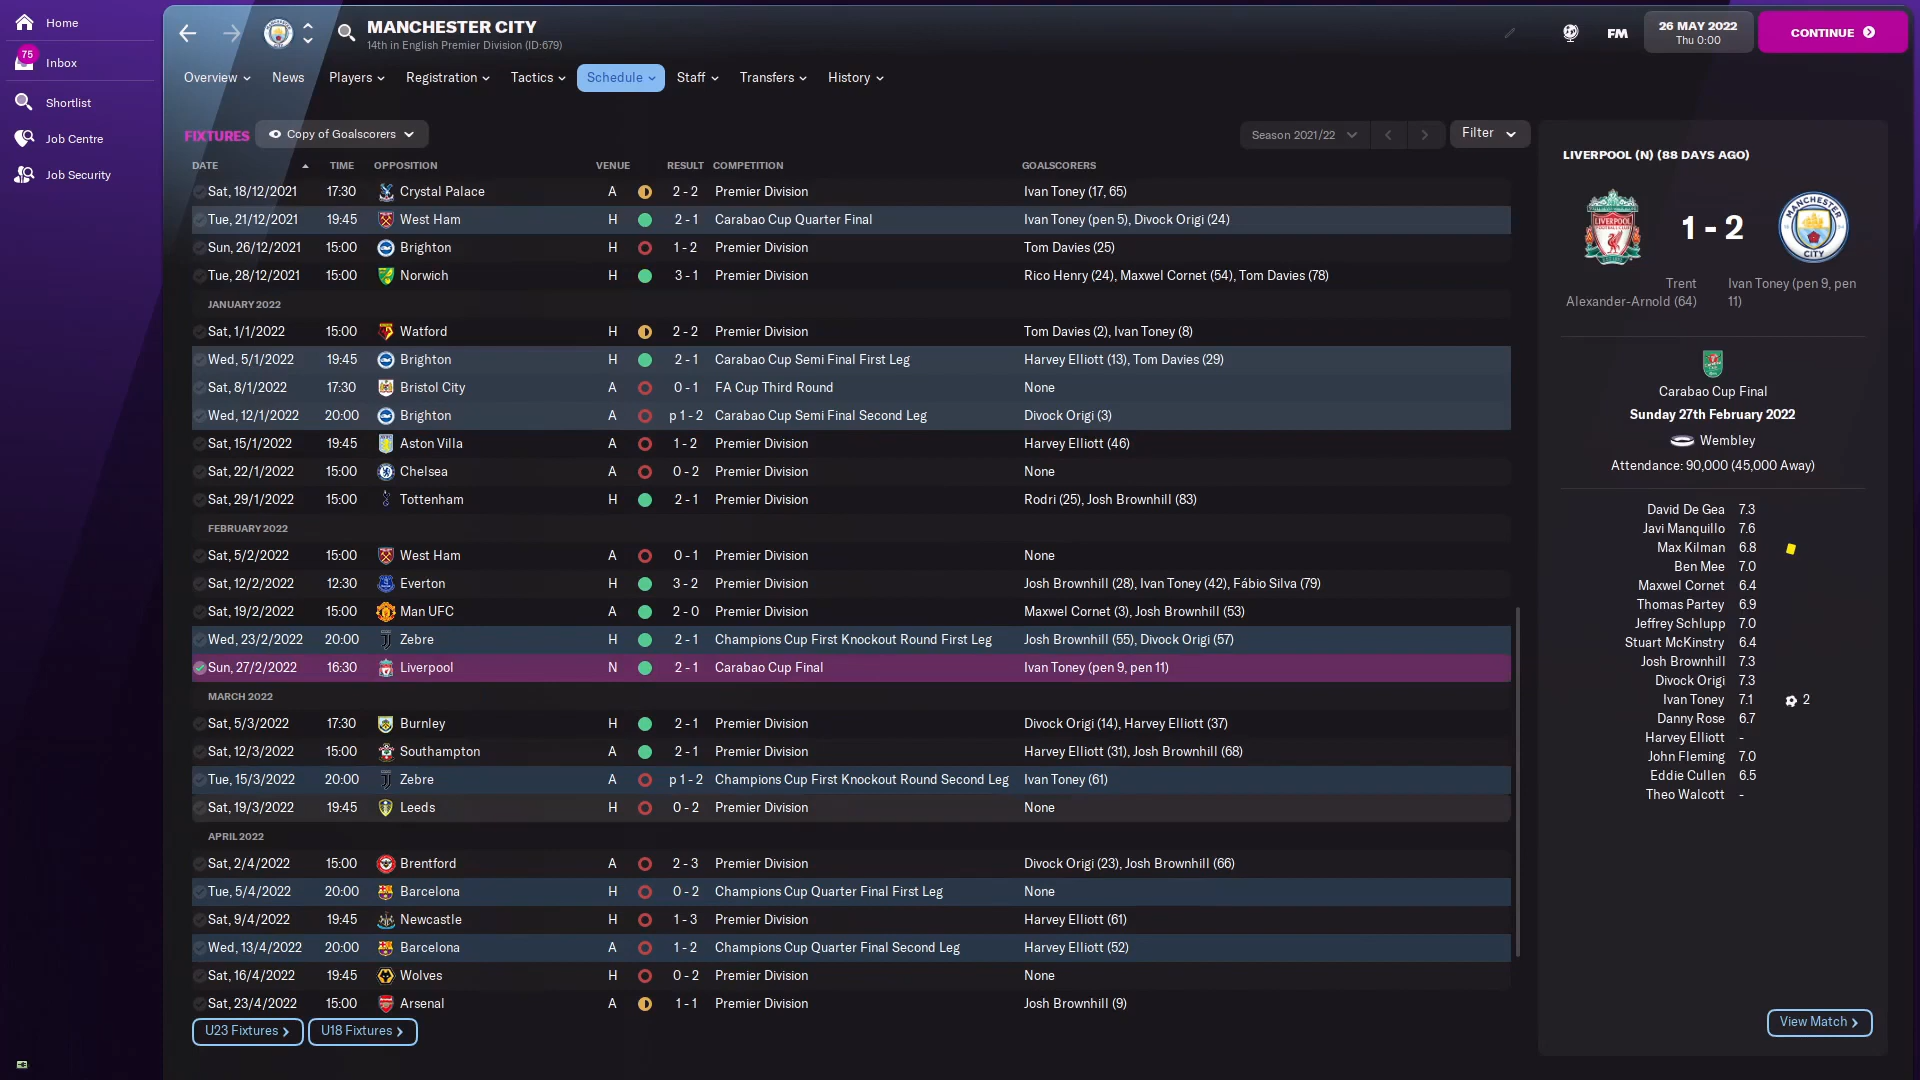 Home
75
Inbox
Shortlist
Job Centre
Job Security
MANCHESTER CITY
14th in English Premier Division (ID:679)
FM
26 MAY 2022
Thu 0:00
CONTINUE
Overview News Players Registration Tactics Schedule Staff Transfers History
FIXTURES Copy of Goalscorers Season 2021/22 Filter
DATE TIME OPPOSITION VENUE RESULT COMPETITION GOALSCORERS
Sat, 18/12/2021 17:30 Crystal Palace A 2 - 2 Premier Division Ivan Toney (17, 65)
Tue, 21/12/2021 19:45 West Ham H 2 - 1 Carabao Cup Quarter Final Ivan Toney (pen 5), Divock Origi (24)
Sun, 26/12/2021 15:00 Brighton H 1 - 2 Premier Division Tom Davies (25)
Tue, 28/12/2021 15:00 Norwich H 3 - 1 Premier Division Rico Henry (24), Maxwel Cornet (54), Tom Davies (78)
JANUARY 2022
Sat, 1/1/2022 15:00 Watford H 2 - 2 Premier Division Tom Davies (2), Ivan Toney (8)
Wed, 5/1/2022 19:45 Brighton H 2 - 1 Carabao Cup Semi Final First Leg Harvey Elliott (13), Tom Davies (29)
Sat, 8/1/2022 17:30 Bristol City A 0 - 1 FA Cup Third Round None
Wed, 12/1/2022 20:00 Brighton A p 1 - 2 Carabao Cup Semi Final Second Leg Divock Origi (3)
Sat, 15/1/2022 19:45 Aston Villa A 1 - 2 Premier Division Harvey Elliott (46)
Sat, 22/1/2022 15:00 Chelsea A 0 - 2 Premier Division None
Sat, 29/1/2022 15:00 Tottenham H 2 - 1 Premier Division Rodri (25), Josh Brownhill (83)
FEBRUARY 2022
Sat, 5/2/2022 15:00 West Ham A 0 - 1 Premier Division None
Sat, 12/2/2022 12:30 Everton H 3 - 2 Premier Division Josh Brownhill (28), Ivan Toney (42), Fábio Silva (79)
Sat, 19/2/2022 15:00 Man UFC A 2 - 0 Premier Division Maxwel Cornet (3), Josh Brownhill (53)
Wed, 23/2/2022 20:00 Zebre H 2 - 1 Champions Cup First Knockout Round First Leg Josh Brownhill (55), Divock Origi (57)
Sun, 27/2/2022 16:30 Liverpool N 2 - 1 Carabao Cup Final Ivan Toney (pen 9, pen 11)
MARCH 2022
Sat, 5/3/2022 17:30 Burnley H 2 - 1 Premier Division Divock Origi (14), Harvey Elliott (37)
Sat, 12/3/2022 15:00 Southampton A 2 - 1 Premier Division Harvey Elliott (31), Josh Brownhill (68)
Tue, 15/3/2022 20:00 Zebre A p 1 - 2 Champions Cup First Knockout Round Second Leg Ivan Toney (61)
Sat, 19/3/2022 19:45 Leeds H 0 - 2 Premier Division None
APRIL 2022
Sat, 2/4/2022 15:00 Brentford A 2 - 3 Premier Division Divock Origi (23), Josh Brownhill (66)
Tue, 5/4/2022 20:00 Barcelona H 0 - 2 Champions Cup Quarter Final First Leg None
Sat, 9/4/2022 19:45 Newcastle H 1 - 3 Premier Division Harvey Elliott (61)
Wed, 13/4/2022 20:00 Barcelona A 1 - 2 Champions Cup Quarter Final Second Leg Harvey Elliott (52)
Sat, 16/4/2022 19:45 Wolves H 0 - 2 Premier Division None
Sat, 23/4/2022 15:00 Arsenal A 1 - 1 Premier Division Josh Brownhill (9)
U23 Fixtures U18 Fixtures
LIVERPOOL (N) (88 DAYS AGO)
LIVERPOOL
1 - 2
MANCHESTER
CITY
Trent
Alexander-Arnold (64)
Ivan Toney (pen 9, pen
11)
Carabao Cup Final
Sunday 27th February 2022
Wembley
Attendance: 90,000 (45,000 Away)
David De Gea 7.3
Javi Manquillo 7.6
Max Kilman 6.8
Ben Mee 7.0
Maxwel Cornet 6.4
Thomas Partey 6.9
Jeffrey Schlupp 7.0
Stuart McKinstry 6.4
Josh Brownhill 7.3
Divock Origi 7.3
Ivan Toney 7.1 2
Danny Rose 6.7
Harvey Elliott -
John Fleming 7.0
Eddie Cullen 6.5
Theo Walcott -
View Match